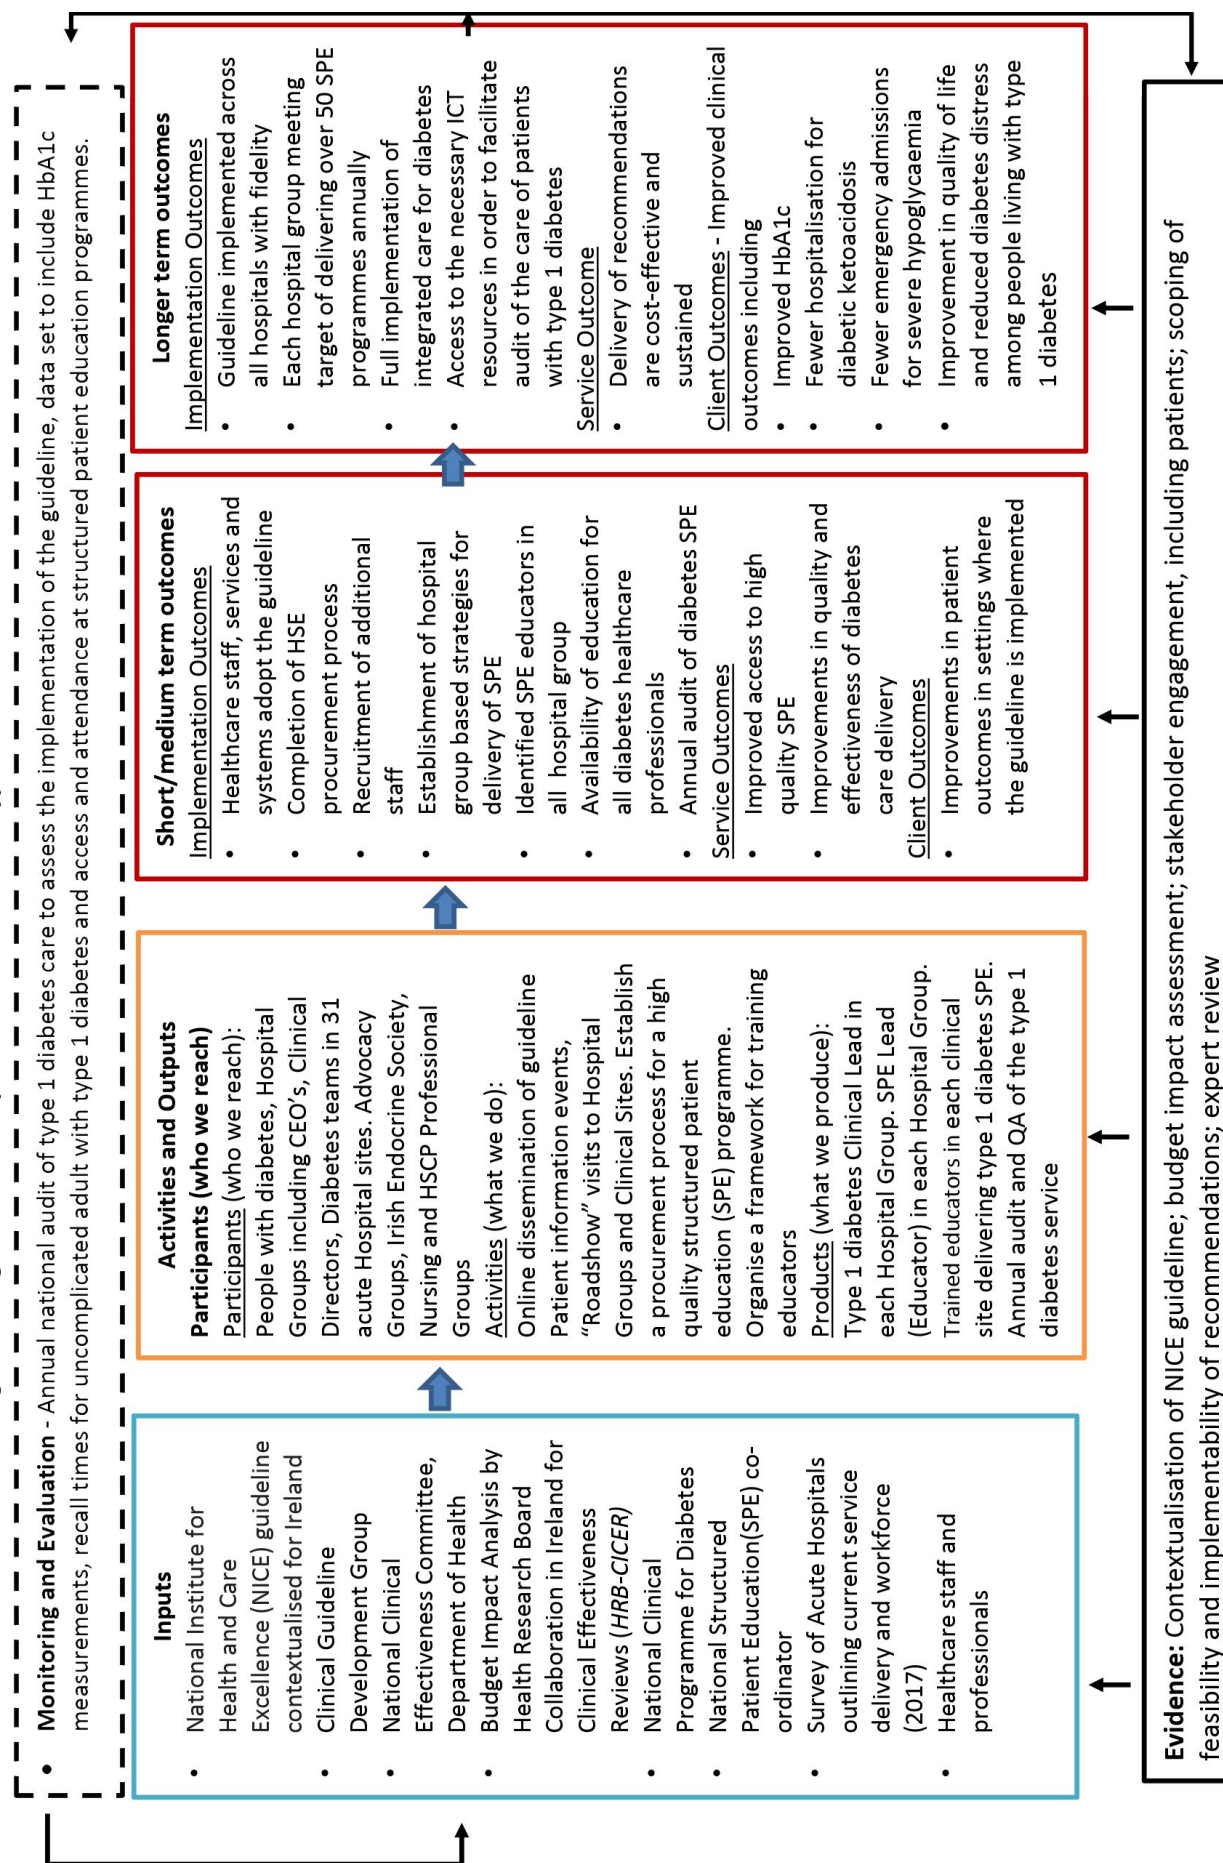 • Monitoring and Evaluation - Annual national audit of type 1 diabetes care to assess the implementation of the guideline, data set to include HbA1c
measurements, recall times for uncomplicated adult with type 1 diabetes and access and attendance at structured patient education programmes.
Inputs
• National Institute for
Health and Care
Excellence (NICE) guideline
contextualised for Ireland
• Clinical Guideline
Development Group
• National Clinical
Effectiveness Committee,
Department of Health
• Budget Impact Analysis by
Health Research Board
Collaboration in Ireland for
Clinical Effectiveness
Reviews (HRB-CICER)
• National Clinical
Programme for Diabetes
• National Structured
Patient Education(SPE) co-
ordinator
• Survey of Acute Hospitals
outlining current service
delivery and workforce
(2017)
• Healthcare staff and
professionals
Activities and Outputs
Participants (who we reach)
Participants (who we reach):
People with diabetes, Hospital
Groups including CEO's, Clinical
Directors, Diabetes teams in 31
acute Hospital sites. Advocacy
Groups, Irish Endocrine Society,
Nursing and HSCP Professional
Groups
Activities (what we do):
Online dissemination of guideline
Patient information events,
“Roadshow” visits to Hospital
Groups and Clinical Sites. Establish
a procurement process for a high
quality structured patient
education (SPE) programme.
Organise a framework for training
educators
Products (what we produce):
Type 1 diabetes Clinical Lead in
each Hospital Group. SPE Lead
(Educator) in each Hospital Group.
Trained educators in each clinical
site delivering type 1 diabetes SPE.
Annual audit and QA of the type 1
diabetes service
Short/medium term outcomes
Implementation Outcomes
• Healthcare staff, services and
systems adopt the guideline
• Completion of HSE
procurement process
• Recruitment of additional
staff
• Establishment of hospital
group based strategies for
delivery of SPE
• Identified SPE educators in
all hospital group
• Availability of education for
all diabetes healthcare
professionals
• Annual audit of diabetes SPE
Service Outcomes
• Improved access to high
quality SPE
• Improvements in quality and
effectiveness of diabetes
care delivery
Client Outcomes
• Improvements in patient
outcomes in settings where
the guideline is implemented
Longer term outcomes
Implementation Outcomes
• Guideline implemented across
all hospitals with fidelity
• Each hospital group meeting
target of delivering over 50 SPE
programmes annually
• Full implementation of
integrated care for diabetes
• Access to the necessary ICT
resources in order to facilitate
audit of the care of patients
with type 1 diabetes
Service Outcome
• Delivery of recommendations
are cost-effective and
sustained
Client Outcomes - Improved clinical
outcomes including
• Improved HbA1c
• Fewer hospitalisation for
diabetic ketoacidosis
• Fewer emergency admissions
for severe hypoglycaemia
• Improvement in quality of life
and reduced diabetes distress
among people living with type
1 diabetes
Evidence: Contextualisation of NICE guideline; budget impact assessment; stakeholder engagement, including patients; scoping of
feasibility and implementability of recommendations; expert review